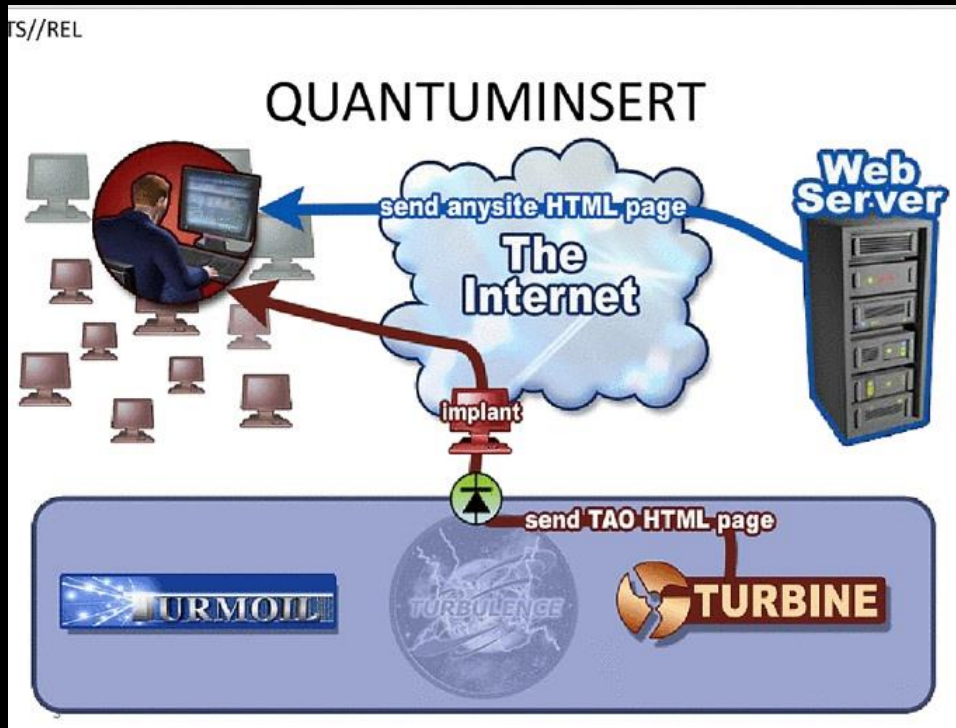 TS//REL
QUANTUMINSERT
send anysite HTML page
The
Internet
Web
Server
implant
send TAO HTML page
TURMOIL
TURBULENCE
TURBINE